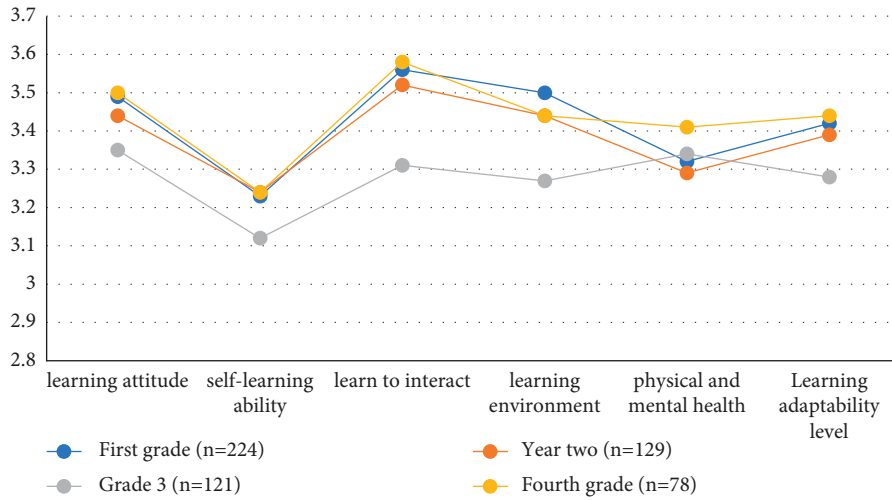 3.7
3.6
3.5
3.4
3.3
3.2
3.1
3
2.9
2.8
learning attitude
self-learning
ability
learn to interact
learning
environment
physical and
mental health
Learning
adaptability
level
First grade (n=224)
Year two (n=129)
Grade 3 (n=121)
Fourth grade (n=78)